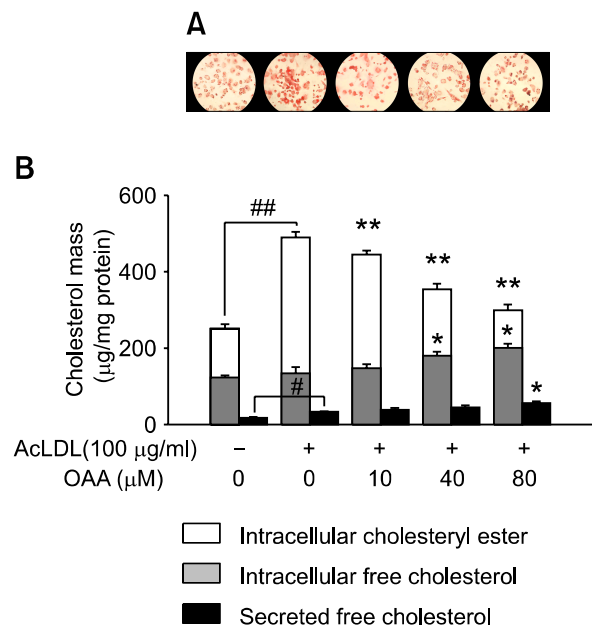 A
B
Cholesterol mass
(μg/mg protein)
600
400
200
0
##
**
**
**
*
*
#
*
AcLDL(100 μg/ml) – + + + +
OAA (μM) 0 0 10 40 80
Intracellular cholesteryl ester
Intracellular free cholesterol
Secreted free cholesterol